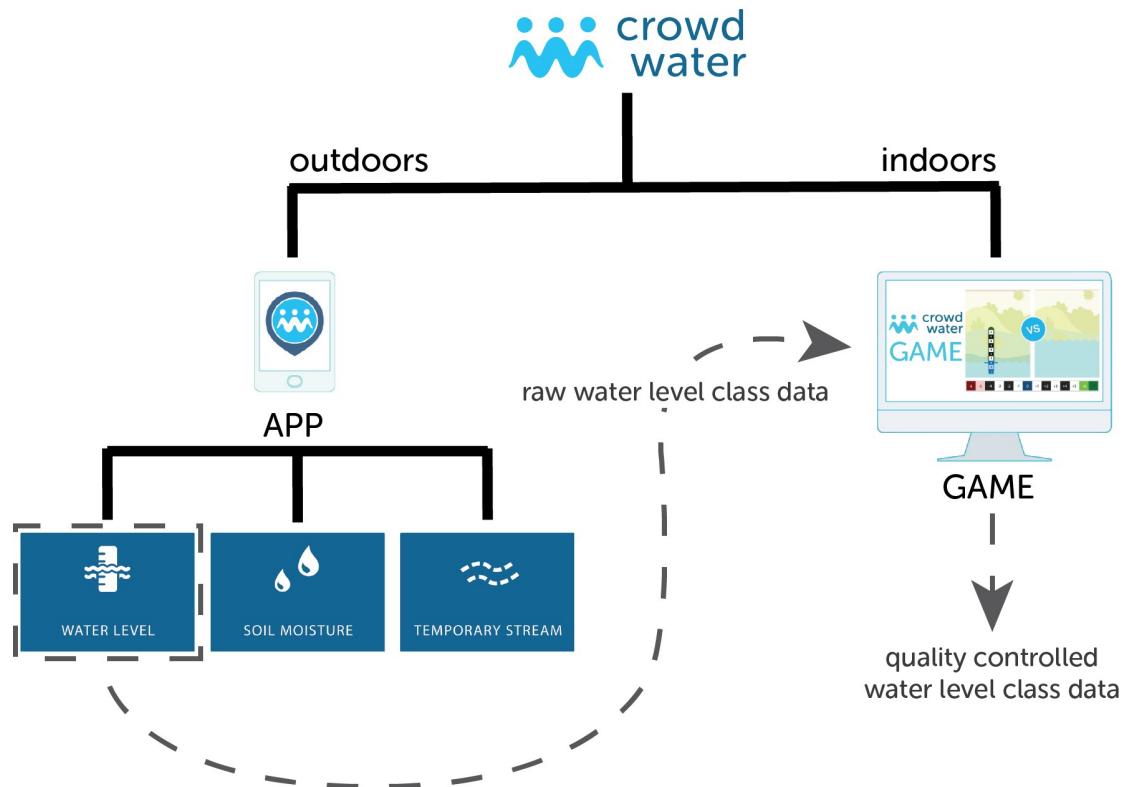 crowd
water
outdoors
indoors
crowd
water
GAME
VS
raw water level class data
APP
GAME
WATER LEVEL
SOIL MOISTURE
TEMPORARY STREAM
quality controlled
water level class data